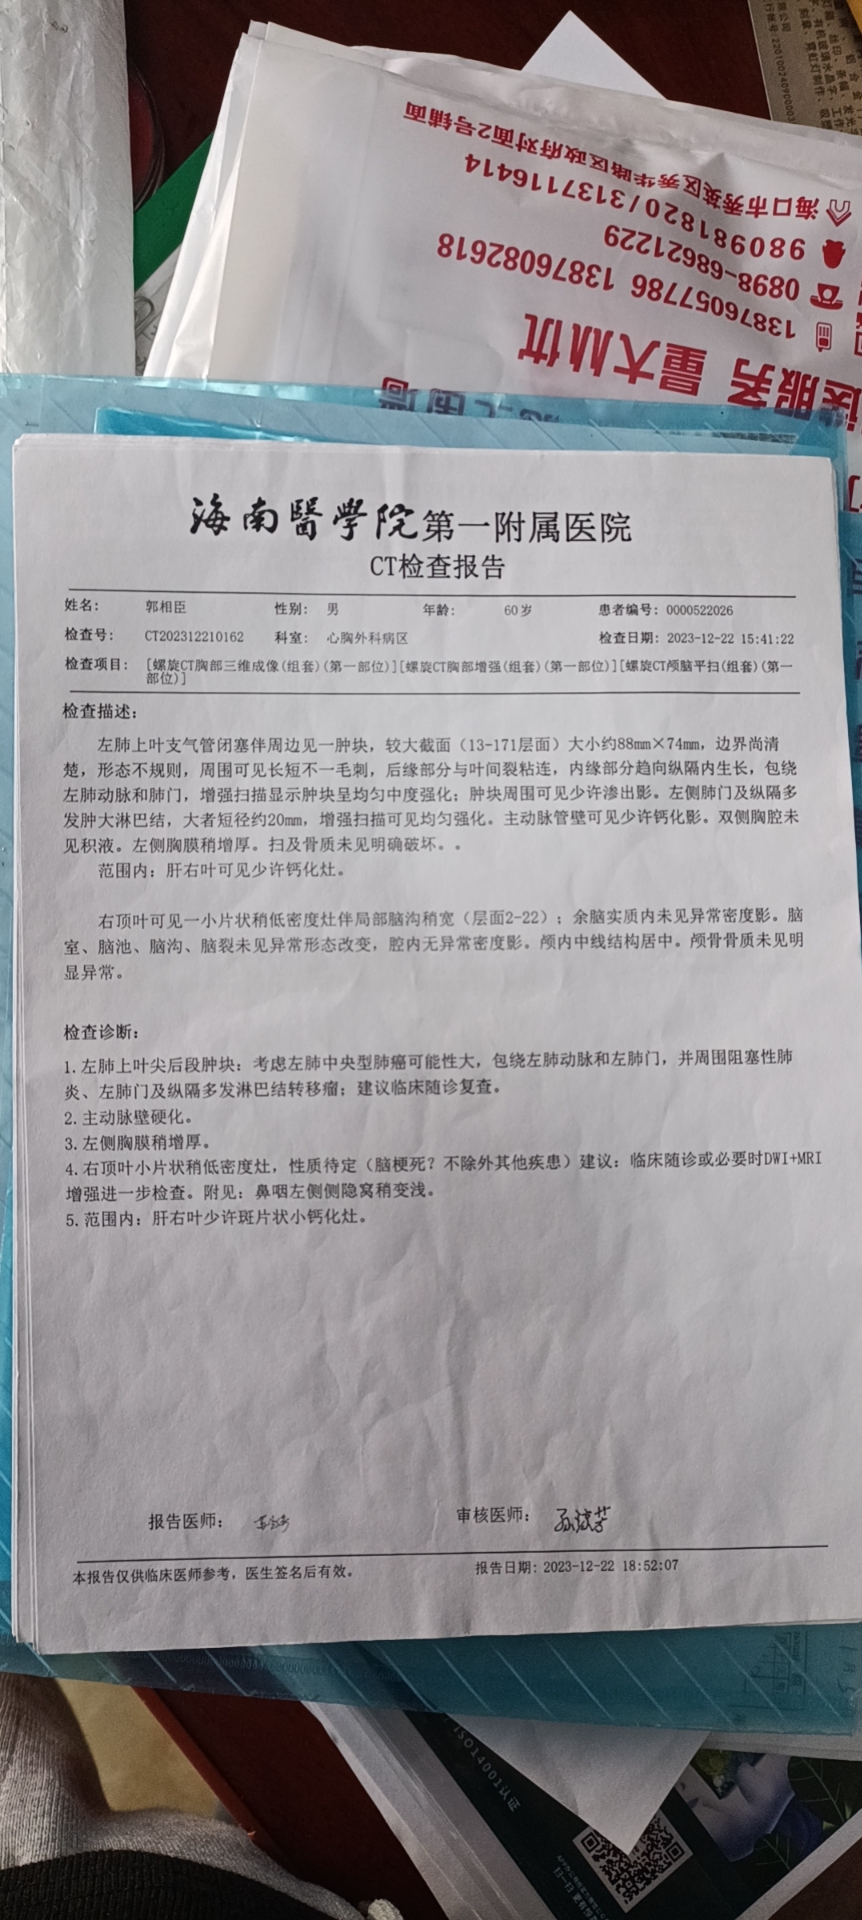 海口市秀英区秀华路区政府对面2号铺面
980981820/3137116414
0898-68621229
13876057786 13876082618
服务 量大从优
海南醫學院第一附属医院
CT检查报告
姓名: 郭相臣 性别: 男 年龄: 60岁 患者编号: 0000522026
检查号: CT202312210162 科室: 心胸外科病区 检查日期: 2023-12-22 15:41:22
检查项目: [螺旋CT胸部三维成像(组套)(第一部位)][螺旋CT胸部增强(组套)(第一部位)][螺旋CT颅脑平扫(组套)(第一
部位)]
检查描述:
左肺上叶支气管闭塞伴周边见一肿块，较大截面（13-171层面）大小约88mm×74mm，边界尚清
楚，形态不规则，周围可见长短不一毛刺，后缘部分与叶间裂粘连，内缘部分趋向纵隔内生长，包绕
左肺动脉和肺门，增强扫描显示肿块呈均匀中度强化；肿块周围可见少许渗出影。左侧肺门及纵隔多
发肿大淋巴结，大者短径约20mm，增强扫描可见均匀强化。主动脉管壁可见少许钙化影。双侧胸腔未
见积液。左侧胸膜稍增厚。扫及骨质未见明确破坏。。
范围内: 肝右叶可见少许钙化灶。
右顶叶可见一小片状稍低密度灶伴局部脑沟稍宽（层面2-22）；余脑实质内未见异常密度影。脑
室、脑池、脑沟、脑裂未见异常形态改变，腔内无异常密度影。颅内中线结构居中。颅骨骨质未见明
显异常。
检查诊断:
1.左肺上叶尖后段肿块: 考虑左肺中央型肺癌可能性大，包绕左肺动脉和左肺门，并周围阻塞性肺
炎、左肺门及纵隔多发淋巴结转移瘤；建议临床随诊复查。
2.主动脉壁硬化。
3.左侧胸膜稍增厚。
4.右顶叶小片状稍低密度灶，性质待定（脑梗死？不除外其他疾患）建议: 临床随诊或必要时DWI+MRI
增强进一步检查。附见: 鼻咽左侧侧隐窝稍变浅。
5.范围内: 肝右叶少许斑片状小钙化灶。
报告医师: 审核医师:
本报告仅供临床医师参考，医生签名后有效。 报告日期: 2023-12-22 18:52:07
ISO14001认证